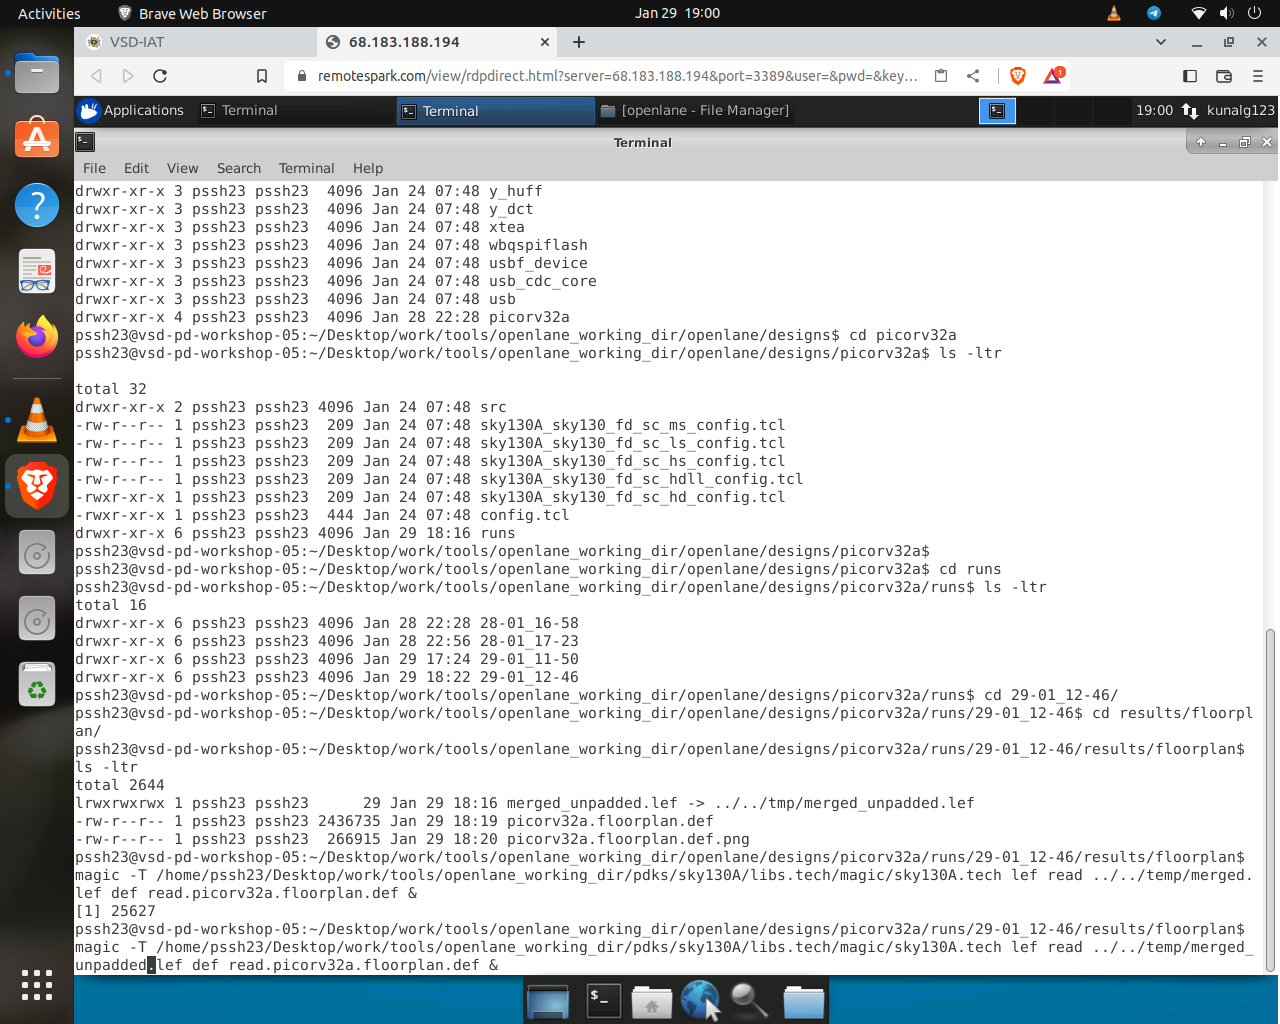 Activities
Brave Web Browser
Jan 29 19:00
VSD-IAT
68.183.188.194
remotespark.com/view/rdpdirect.html?server=68.183.188.194&port=3389&user=&pwd=&key...
1
Applications
Terminal
Terminal
[openlane - File Manager]
19:00
kunalg123
Terminal
File Edit View Search Terminal Help
drwxr-xr-x 3 pssh23 pssh23  4096 Jan 24 07:48 y_huff
drwxr-xr-x 3 pssh23 pssh23  4096 Jan 24 07:48 y_dct
drwxr-xr-x 3 pssh23 pssh23  4096 Jan 24 07:48 xtea
drwxr-xr-x 3 pssh23 pssh23  4096 Jan 24 07:48 wbqspiflash
drwxr-xr-x 3 pssh23 pssh23  4096 Jan 24 07:48 usbf_device
drwxr-xr-x 3 pssh23 pssh23  4096 Jan 24 07:48 usb_cdc_core
drwxr-xr-x 3 pssh23 pssh23  4096 Jan 24 07:48 usb
drwxr-xr-x 4 pssh23 pssh23  4096 Jan 28 22:28 picorv32a
pssh23@vsd-pd-workshop-05:~/Desktop/work/tools/openlane_working_dir/openlane/designs$ cd picorv32a
pssh23@vsd-pd-workshop-05:~/Desktop/work/tools/openlane_working_dir/openlane/designs/picorv32a$ ls -ltr
total 32
drwxr-xr-x 2 pssh23 pssh23 4096 Jan 24 07:48 src
-rw-r--r-- 1 pssh23 pssh23  209 Jan 24 07:48 sky130A_sky130_fd_sc_ms_config.tcl
-rw-r--r-- 1 pssh23 pssh23  209 Jan 24 07:48 sky130A_sky130_fd_sc_ls_config.tcl
-rw-r--r-- 1 pssh23 pssh23  209 Jan 24 07:48 sky130A_sky130_fd_sc_hs_config.tcl
-rw-r--r-- 1 pssh23 pssh23  209 Jan 24 07:48 sky130A_sky130_fd_sc_hdll_config.tcl
-rwxr-xr-x 1 pssh23 pssh23  209 Jan 24 07:48 sky130A_sky130_fd_sc_hd_config.tcl
-rwxr-xr-x 1 pssh23 pssh23  444 Jan 24 07:48 config.tcl
drwxr-xr-x 6 pssh23 pssh23 4096 Jan 29 18:16 runs
pssh23@vsd-pd-workshop-05:~/Desktop/work/tools/openlane_working_dir/openlane/designs/picorv32a$
pssh23@vsd-pd-workshop-05:~/Desktop/work/tools/openlane_working_dir/openlane/designs/picorv32a$ cd runs
pssh23@vsd-pd-workshop-05:~/Desktop/work/tools/openlane_working_dir/openlane/designs/picorv32a/runs$ ls -ltr
total 16
drwxr-xr-x 6 pssh23 pssh23 4096 Jan 28 22:28 28-01_16-58
drwxr-xr-x 6 pssh23 pssh23 4096 Jan 28 22:56 28-01_17-23
drwxr-xr-x 6 pssh23 pssh23 4096 Jan 29 17:24 29-01_11-50
drwxr-xr-x 6 pssh23 pssh23 4096 Jan 29 18:22 29-01_12-46
pssh23@vsd-pd-workshop-05:~/Desktop/work/tools/openlane_working_dir/openlane/designs/picorv32a/runs$ cd 29-01_12-46/
pssh23@vsd-pd-workshop-05:~/Desktop/work/tools/openlane_working_dir/openlane/designs/picorv32a/runs/29-01_12-46$ cd results/floorpl
an/
pssh23@vsd-pd-workshop-05:~/Desktop/work/tools/openlane_working_dir/openlane/designs/picorv32a/runs/29-01_12-46/results/floorplan$
ls -ltr
total 2644
lrwxrwxrwx 1 pssh23 pssh23      29 Jan 29 18:16 merged_unpadded.lef -> ../../tmp/merged_unpadded.lef
-rw-r--r-- 1 pssh23 pssh23 2436735 Jan 29 18:19 picorv32a.floorplan.def
-rw-r--r-- 1 pssh23 pssh23  266915 Jan 29 18:20 picorv32a.floorplan.def.png
pssh23@vsd-pd-workshop-05:~/Desktop/work/tools/openlane_working_dir/openlane/designs/picorv32a/runs/29-01_12-46/results/floorplan$
magic -T /home/pssh23/Desktop/work/tools/openlane_working_dir/pdks/sky130A/libs.tech/magic/sky130A.tech lef read ../../temp/merged.
lef def read.picorv32a.floorplan.def &
[1] 25627
pssh23@vsd-pd-workshop-05:~/Desktop/work/tools/openlane_working_dir/openlane/designs/picorv32a/runs/29-01_12-46/results/floorplan$
magic -T /home/pssh23/Desktop/work/tools/openlane_working_dir/pdks/sky130A/libs.tech/magic/sky130A.tech lef read ../../temp/merged_
unpadded.lef def read.picorv32a.floorplan.def &